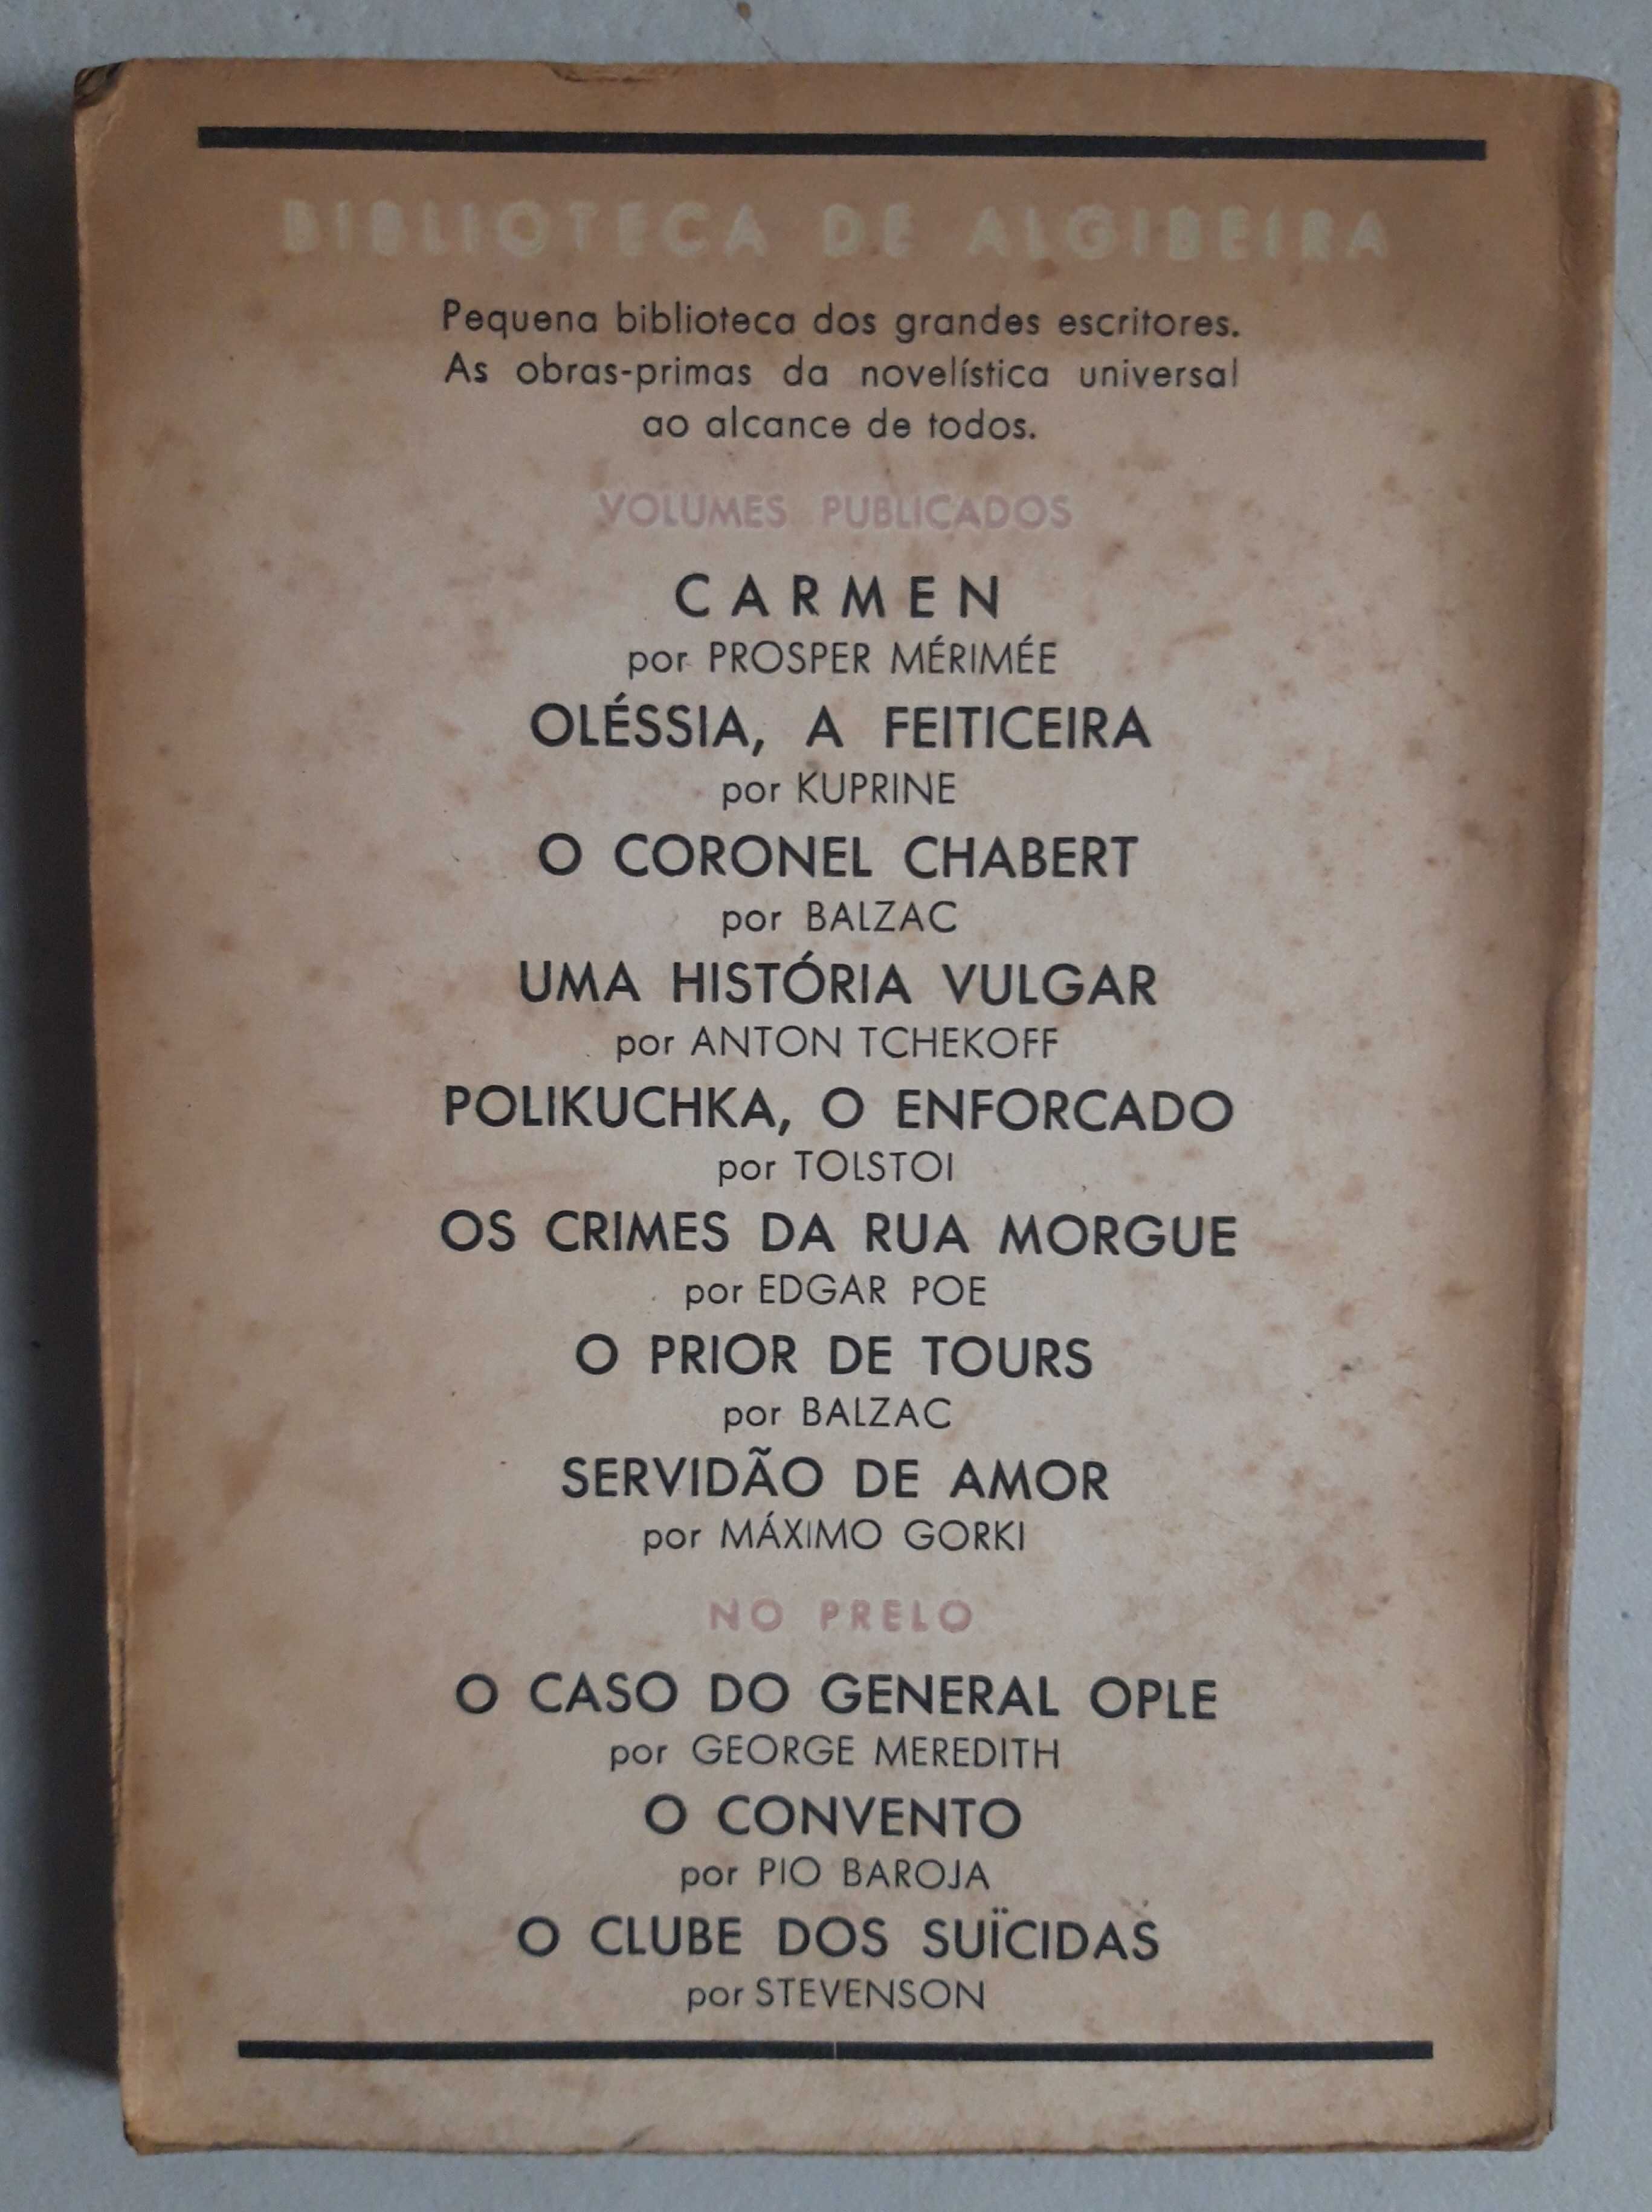 BIBLIOTECA DE ALGIBEIRA
Pequena biblioteca dos grandes escritores.
As obras-primas da novelística universal
ao alcance de todos.
VOLUMES PUBLICADOS
CARMEN
por PROSPER MÉRIMÉE
OLÉSSIA, A FEITICEIRA
por KUPRINE
O CORONEL CHABERT
por BALZAC
UMA HISTÓRIA VULGAR
por ANTON TCHEKOFF
POLIKUCHKA, O ENFORCADO
por TOLSTOI
OS CRIMES DA RUA MORGUE
por EDGAR POE
O PRIOR DE TOURS
por BALZAC
SERVIDÃO DE AMOR
por MÁXIMO GORKI
NO PRELO
O CASO DO GENERAL OPLE
por GEORGE MEREDITH
O CONVENTO
por PIO BAROJA
O CLUBE DOS SUÏCIDAS
por STEVENSON